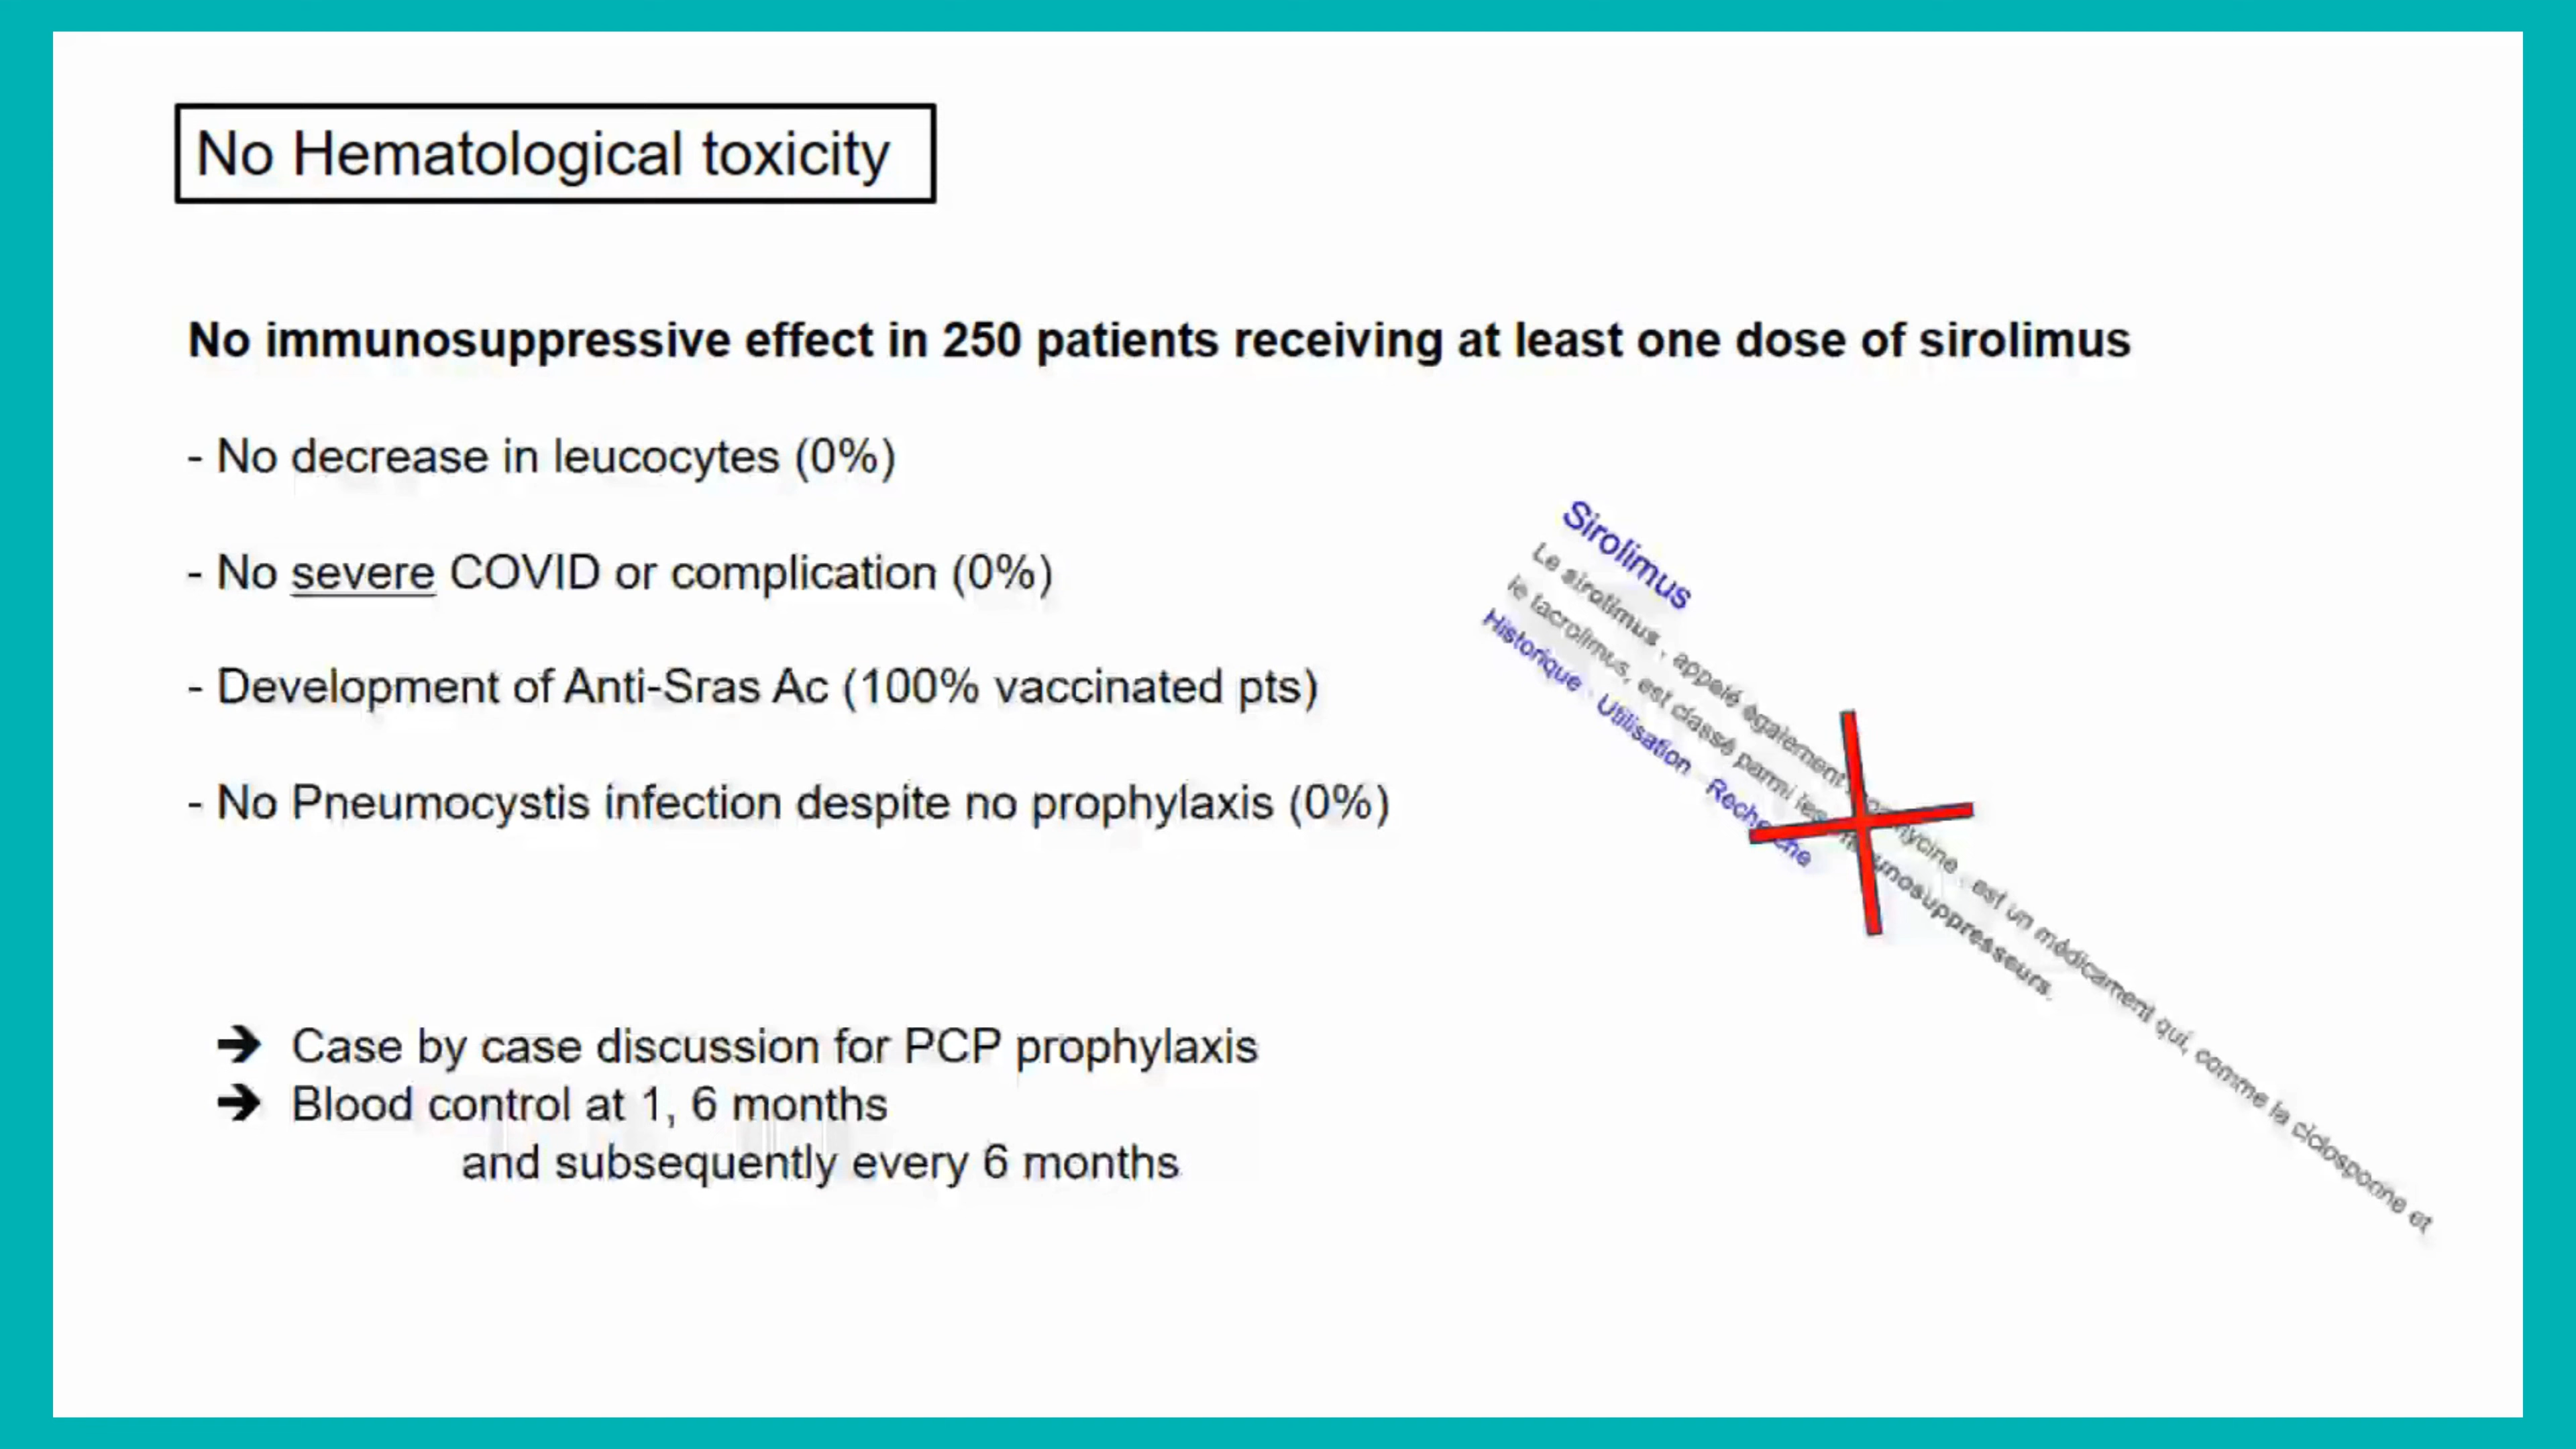 No Hematological toxicity
No immunosuppressive effect in 250 patients receiving at least one dose of sirolimus
- No decrease in leucocytes (0%)
- No severe COVID or complication (0%)
- Development of Anti-Sras Ac (100% vaccinated pts)
- No Pneumocystis infection despite no prophylaxis (0%)
➔ Case by case discussion for PCP prophylaxis
➔ Blood control at 1, 6 months
and subsequently every 6 months
Sirolimus
Le sirolimus, appelé également rapamycine, est un médicament qui, comme la ciclosporine et
le tacrolimus, est classé parmi les immunosuppresseurs.
Historique · Utilisation · Recherche